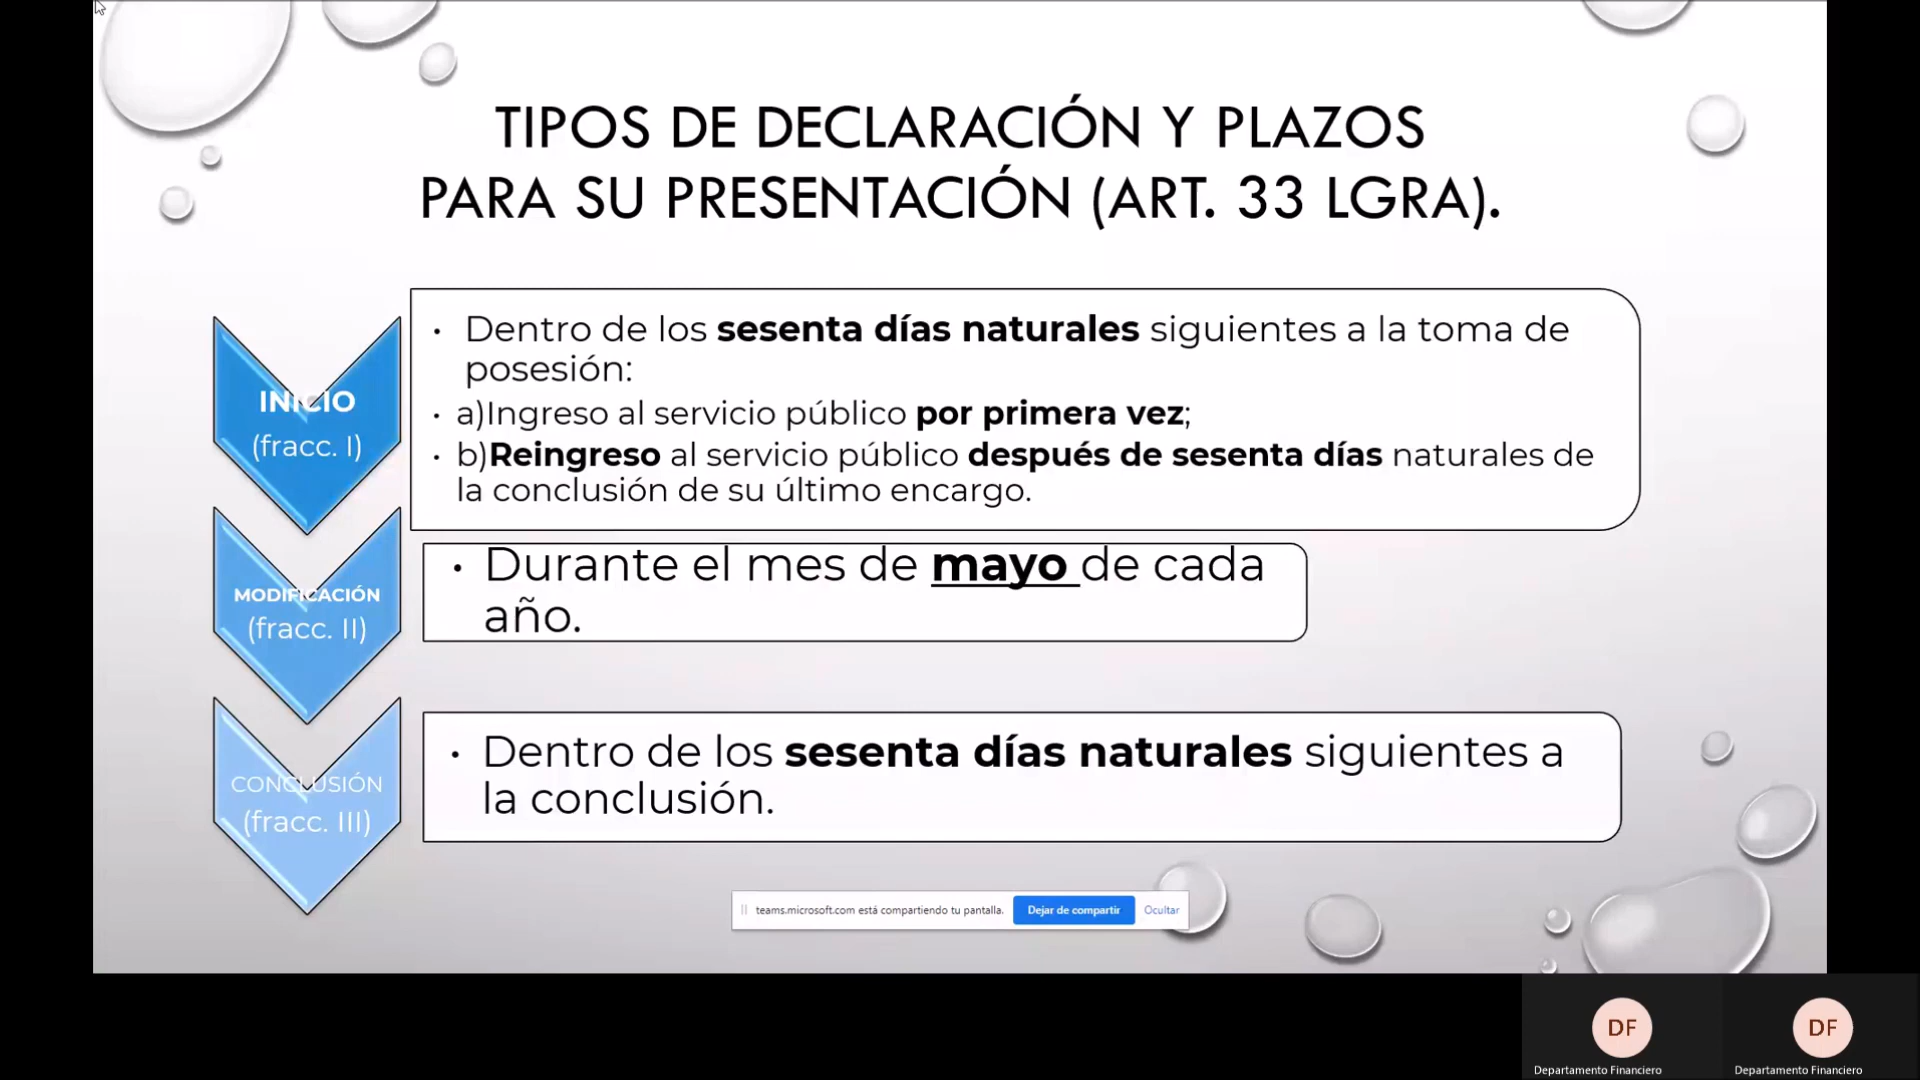 TIPOS DE DECLARACIÓN Y PLAZOS
PARA SU PRESENTACIÓN (ART. 33 LGRA).
INICIO
(fracc. I)
• Dentro de los sesenta días naturales siguientes a la toma de
posesión:
• a)Ingreso al servicio público por primera vez;
• b)Reingreso al servicio público después de sesenta días naturales de
la conclusión de su último encargo.
MODIFICACIÓN
(fracc. II)
• Durante el mes de mayo de cada
año.
CONCLUSIÓN
(fracc. III)
• Dentro de los sesenta días naturales siguientes a
la conclusión.
teams.microsoft.com está compartiendo tu pantalla. Dejar de compartir Ocultar
DF DF
Departamento Financiero Departamento Financiero